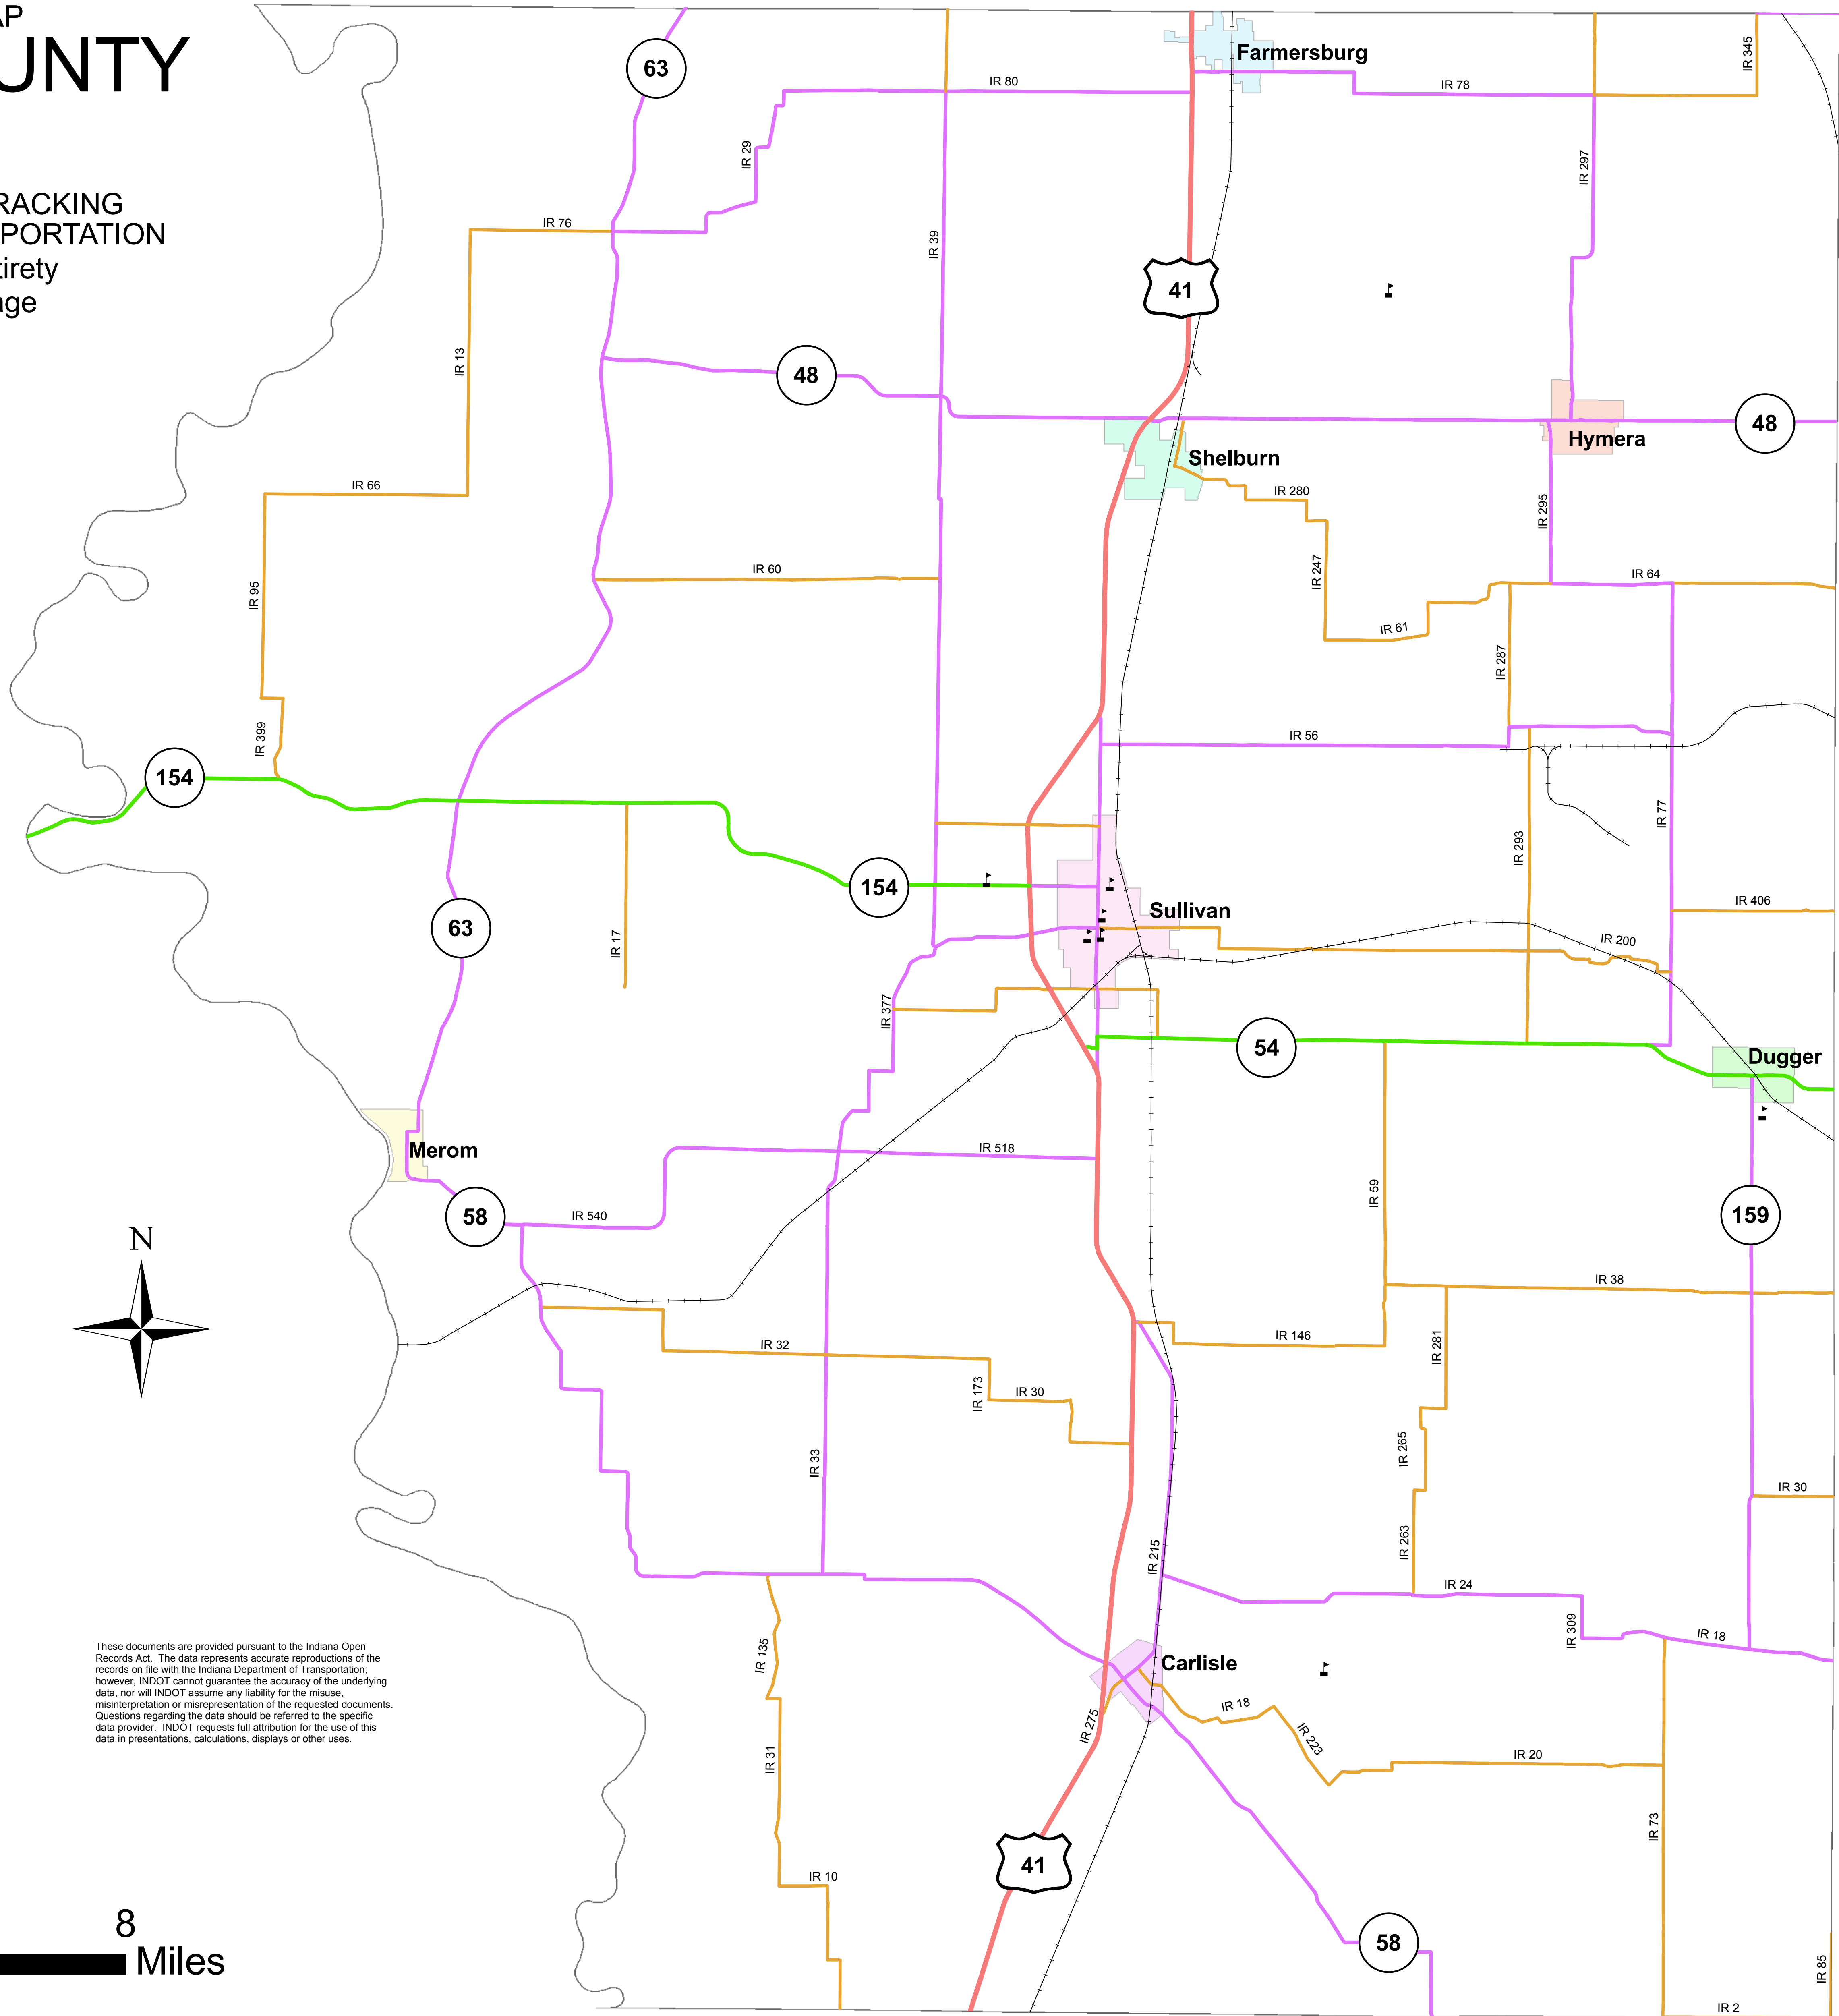 AP
UNTY
RACKING
PORTATION
tirety
age
Farmersburg
63
IR 80
IR 78
IR 345
IR 29
IR 297
IR 76
IR 39
41
IR 13
48
48
Hymera
Shelburn
IR 66
IR 280
IR 295
IR 60
IR 247
IR 64
IR 95
IR 61
IR 287
IR 399
IR 56
154
IR 77
IR 293
154
IR 406
Sullivan
63
IR 17
IR 200
IR 377
54
Dugger
Merom
IR 518
IR 59
58
IR 540
159
N
IR 38
IR 32
IR 146
IR 281
IR 173
IR 30
IR 33
IR 265
IR 30
IR 263
IR 215
IR 24
IR 309
IR 18
These documents are provided pursuant to the Indiana Open
Records Act. The data represents accurate reproductions of the
records on file with the Indiana Department of Transportation;
however, INDOT cannot guarantee the accuracy of the underlying
data, nor will INDOT assume any liability for the misuse,
misinterpretation or misrepresentation of the requested documents.
Questions regarding the data should be referred to the specific
data provider. INDOT requests full attribution for the use of this
data in presentations, calculations, displays or other uses.
IR 135
Carlisle
IR 18
IR 275
IR 223
IR 31
IR 20
IR 73
41
IR 10
8
Miles
58
IR 85
IR 2